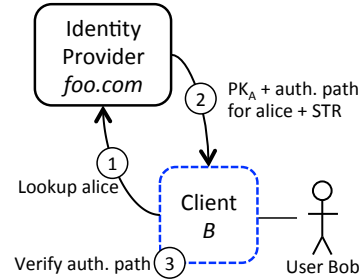 Identity
Provider
foo.com
2
PK_A + auth. path
for alice + STR
1
Lookup alice
Client
B
Verify auth. path
3
User Bob